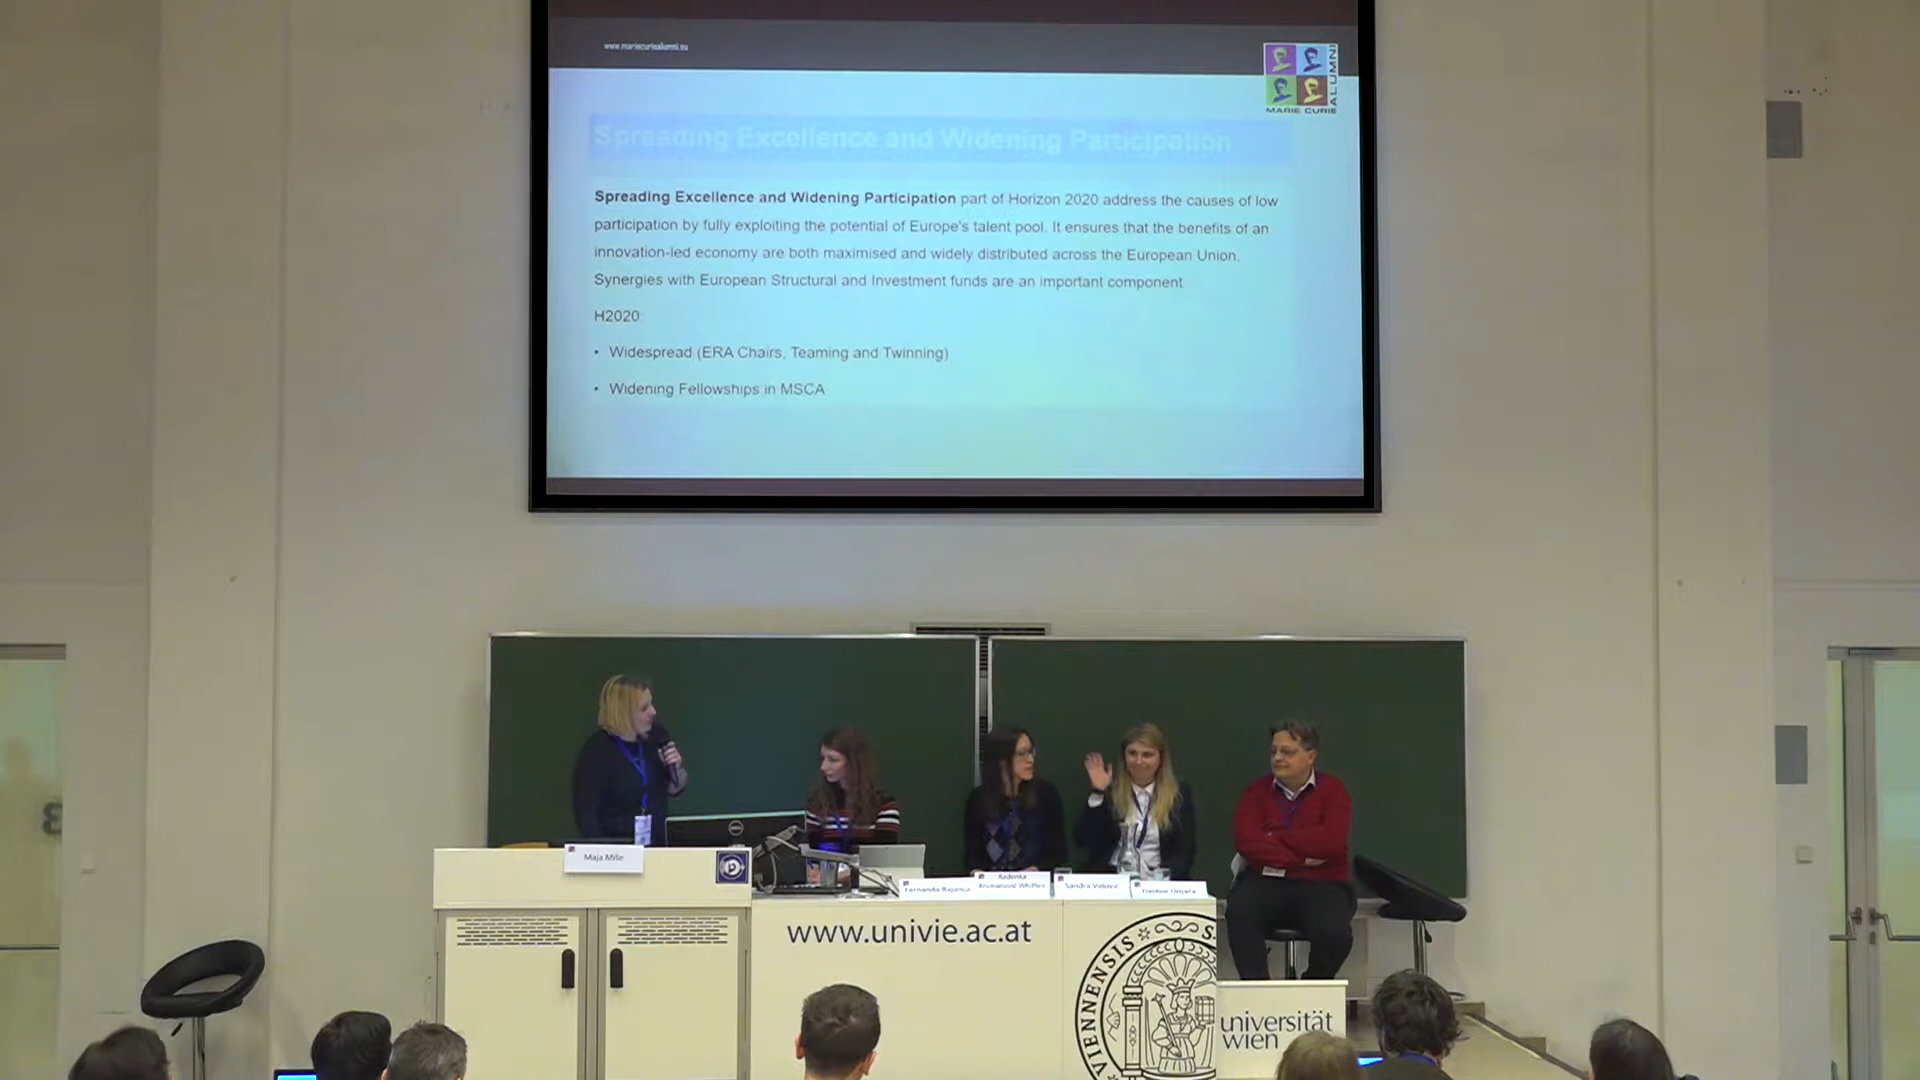 www.mariecuriealumni.eu
MARIE CURIE
ALUMNI
Spreading Excellence and Widening Participation
Spreading Excellence and Widening Participation part of Horizon 2020 address the causes of low
participation by fully exploiting the potential of Europe's talent pool. It ensures that the benefits of an
innovation-led economy are both maximised and widely distributed across the European Union.
Synergies with European Structural and Investment funds are an important component
H2020
• Widespread (ERA Chairs, Teaming and Twinning)
• Widening Fellowships in MSCA
DELL
Maja Miše
Fernanda
Radenka
Sandra Vidović
www.univie.ac.at
VIENNENSIS
universität
wien